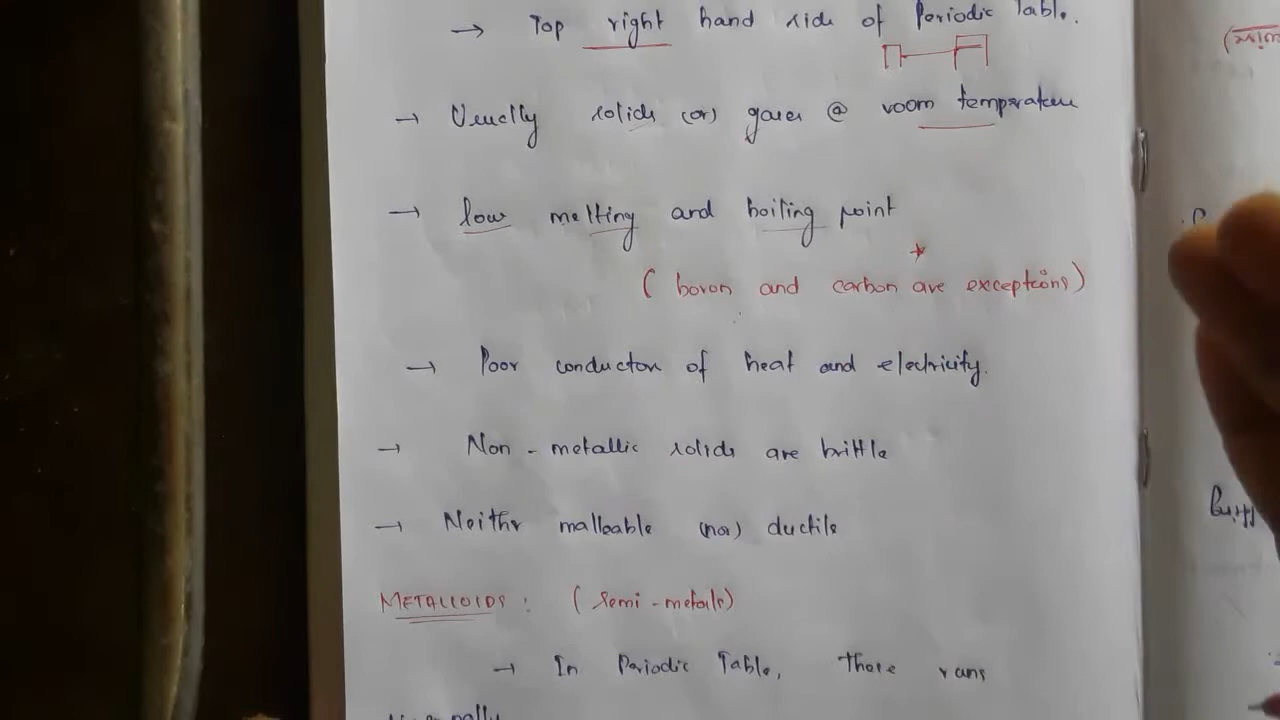 → Top right hand side of Periodic Table.
→ Usually solids (or) gases @ room temperature
→ low melting and boiling point
(boron and carbon are exceptions)
→ Poor conductor of heat and electricity.
→ Non-metallic solids are brittle
→ Neither malleable (nor) ductile
METALLOIDS: (Semi-metals)
→ In Periodic Table, those runs